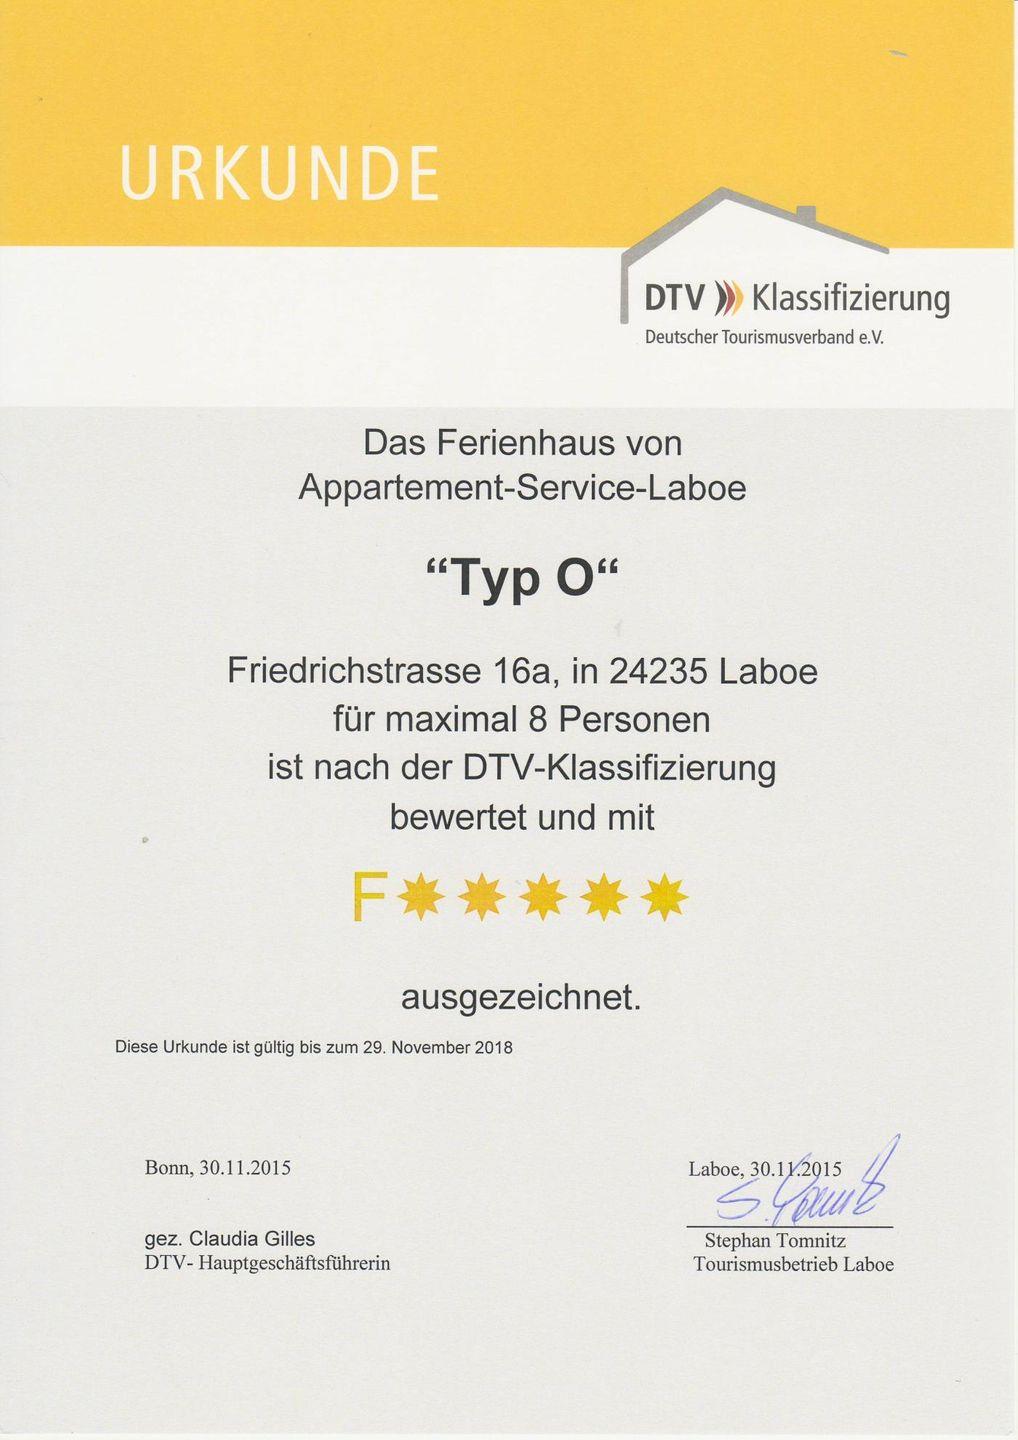 URKUNDE
DTV Klassifizierung
Deutscher Tourismusverband e.V.
Das Ferienhaus von
Appartement-Service-Laboe
“Typ O“
Friedrichstrasse 16a, in 24235 Laboe
für maximal 8 Personen
ist nach der DTV-Klassifizierung
bewertet und mit
F
ausgezeichnet.
Diese Urkunde ist gültig bis zum 29. November 2018
Bonn, 30.11.2015
gez. Claudia Gilles
DTV- Hauptgeschäftsführerin
Laboe, 30.11.2015
S. Tomnitz
Stephan Tomnitz
Tourismusbetrieb Laboe